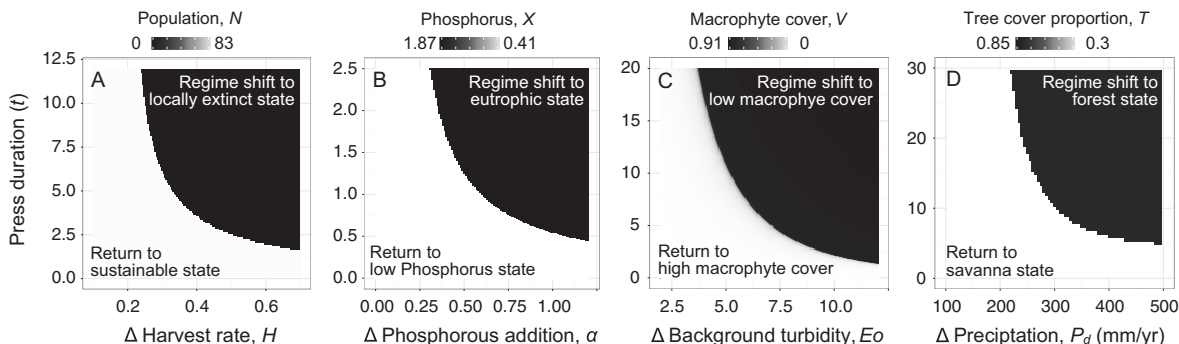 Population, N
0 83
Phosphorus, X
1.87 0.41
Macrophyte cover, V
0.91 0
Tree cover proportion, T
0.85 0.3
Press duration (t)
12.5
10.0
7.5
5.0
2.5
0.0
A
Regime shift to
locally extinct state
Return to
sustainable state
0.2 0.4 0.6
Δ Harvest rate, H
2.5
2.0
1.5
1.0
0.5
0.0
B
Regime shift to
eutrophic state
Return to
low Phosphorus state
0.00 0.25 0.50 0.75 1.00
Δ Phosphorous addition, α
20
15
10
5
0
C
Regime shift to
low macrophye cover
Return to
high macrophyte cover
2.5 5.0 7.5 10.0
Δ Background turbidity, Eo
30
20
10
0
D
Regime shift to
forest state
Return to
savanna state
100 200 300 400 500
Δ Preciptation, P_d (mm/yr)